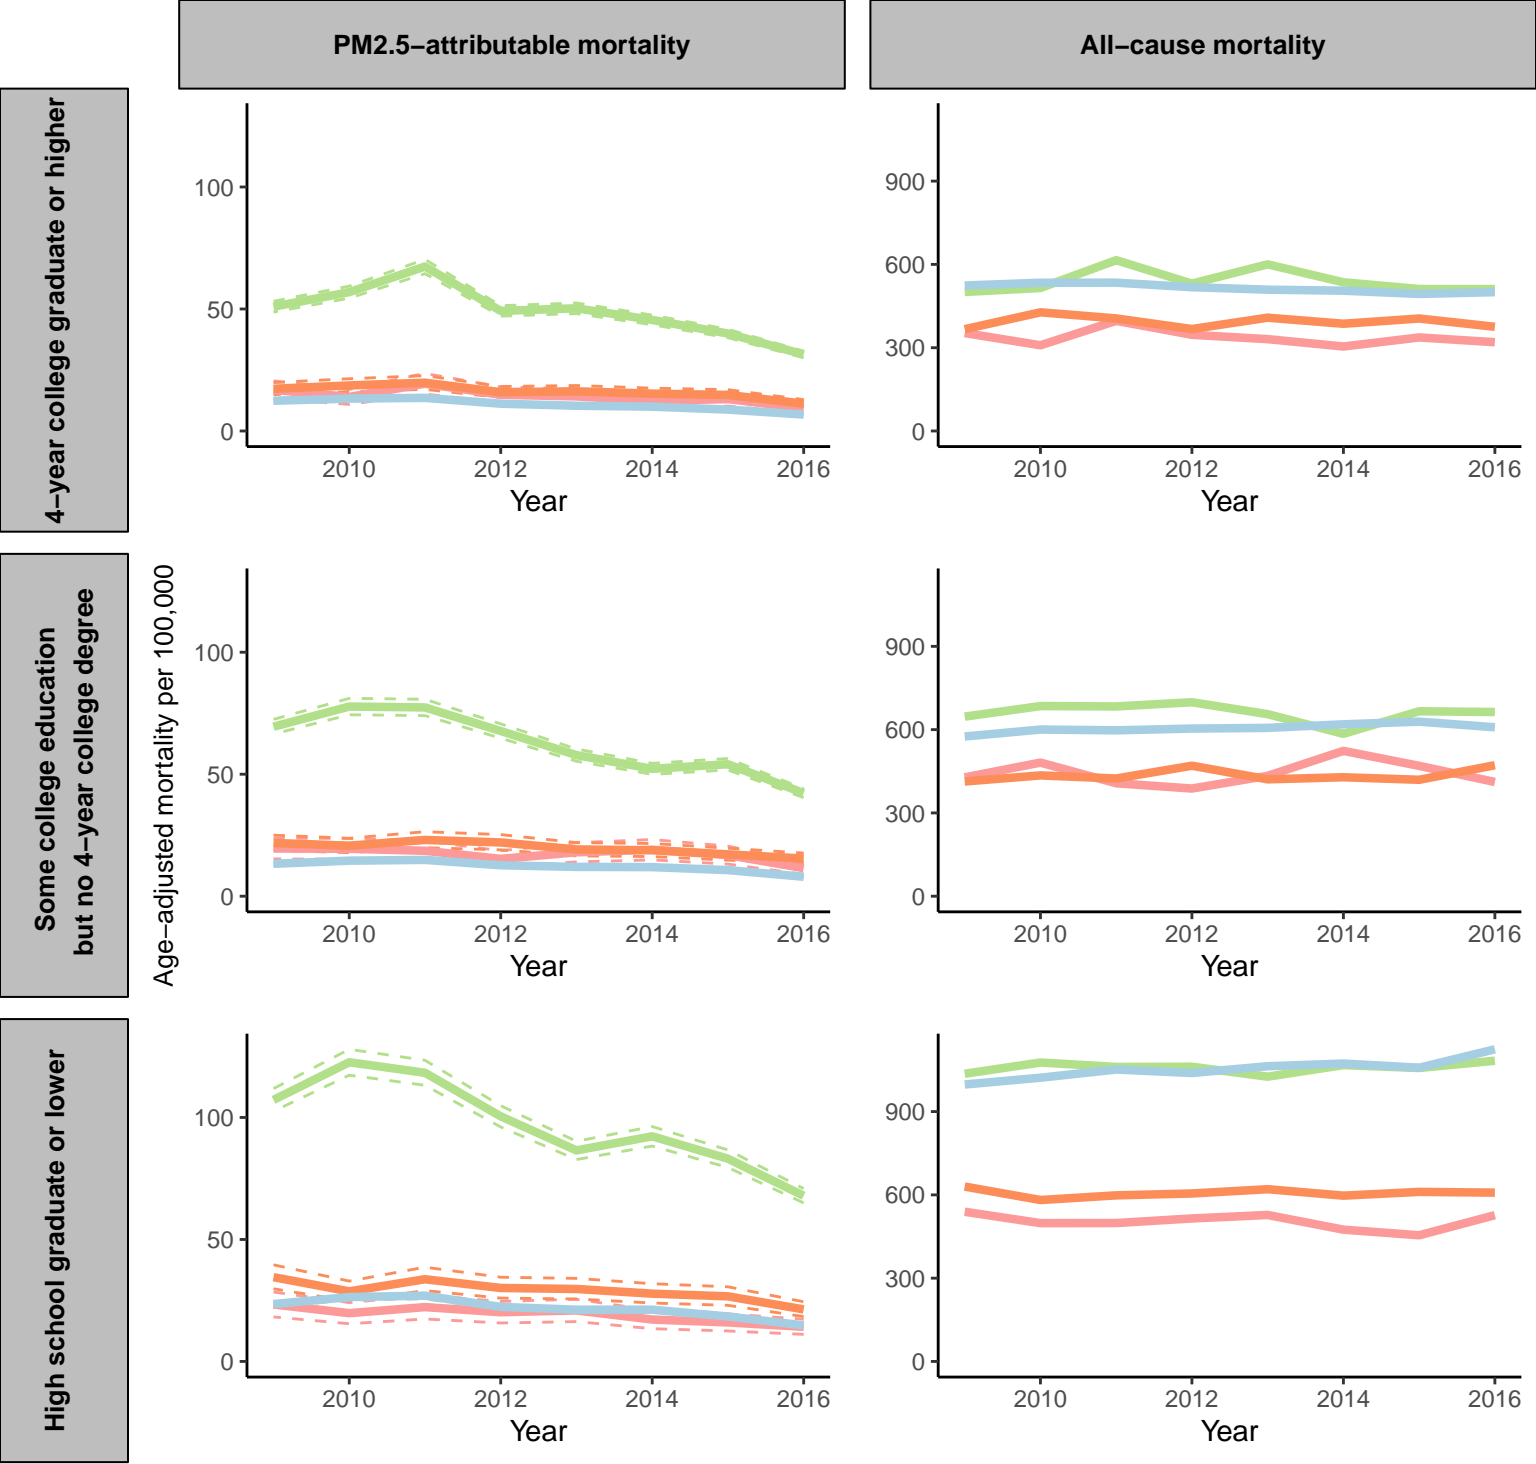 PM2.5−attributable mortality
All−cause mortality
4−year college graduate or higher
100
50
0
2010 2012 2014 2016
Year
900
600
300
0
2010 2012 2014 2016
Year
Some college education
but no 4−year college degree
Age−adjusted mortality per 100,000
100
50
0
2010 2012 2014 2016
Year
900
600
300
0
2010 2012 2014 2016
Year
High school graduate or lower
100
50
0
2010 2012 2014 2016
Year
900
600
300
0
2010 2012 2014 2016
Year